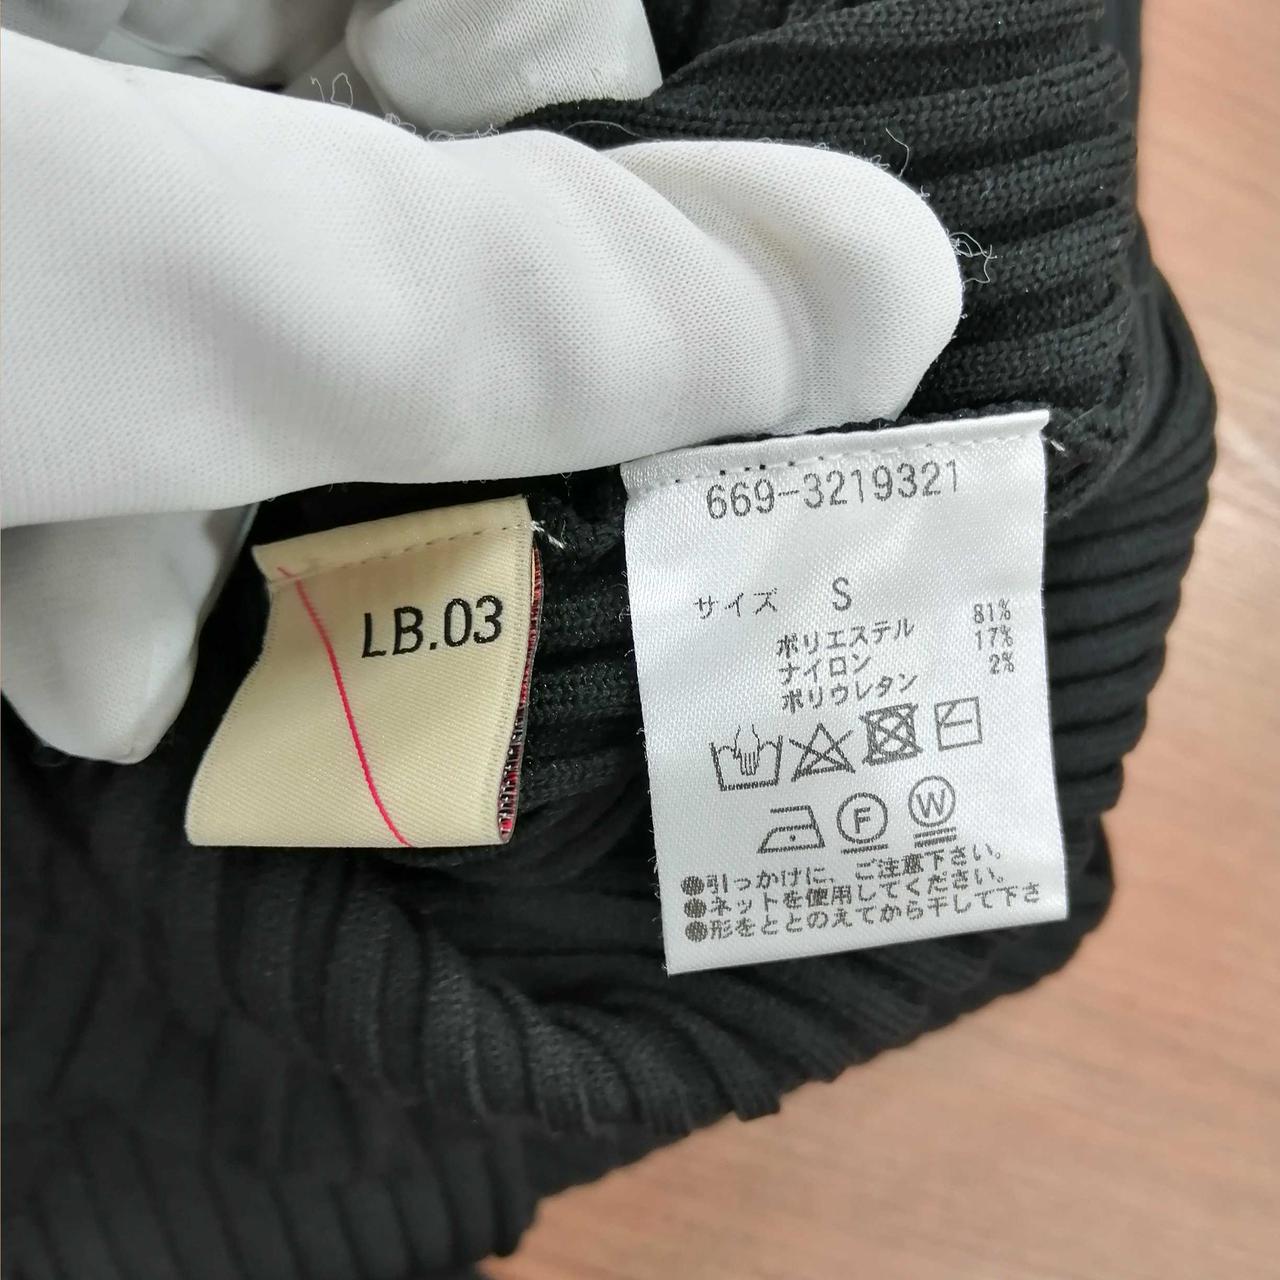 LB.03
669-3219321
サイズ S
ポリエステル 81%
ナイロン 17%
ポリウレタン 2%
F W
●引っかけに、ご注意下さい。
●ネットを使用してください。
●形をととのえてから干して下さ